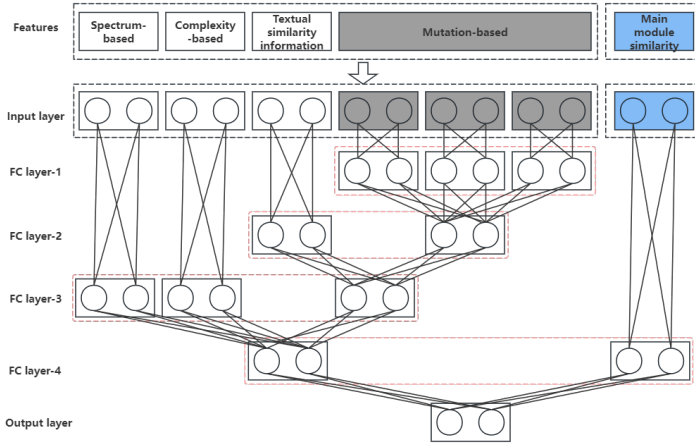 Features
Spectrum-
based
Complexity
-based
Textual
similarity
information
Mutation-based
Main
module
similarity
Input layer
FC layer-1
FC layer-2
FC layer-3
FC layer-4
Output layer